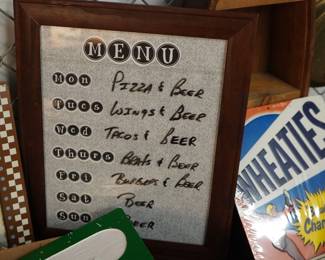 MENU
Mon Pizza & Beer
Tues Wings & Beer
Wed Tacos & Beer
Thurs Brats & Beer
Fri Burgers & Beer
Sat Beer
Sun Beer
WHEATIES
Cha